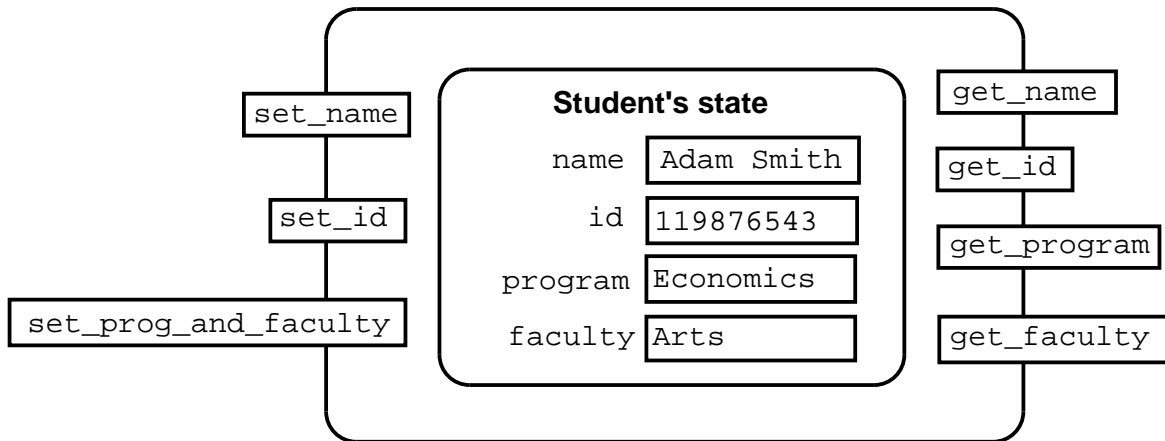 set_name
set_id
set_prog_and_faculty
Student's state
name Adam Smith
id 119876543
program Economics
faculty Arts
get_name
get_id
get_program
get_faculty